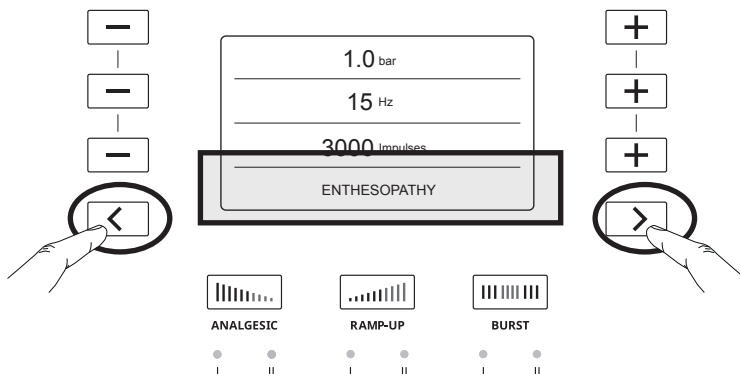 1.0 bar
15 Hz
3000 Impulses
ENTHESOPATHY
ANALGESIC RAMP-UP BURST
I II I II I II